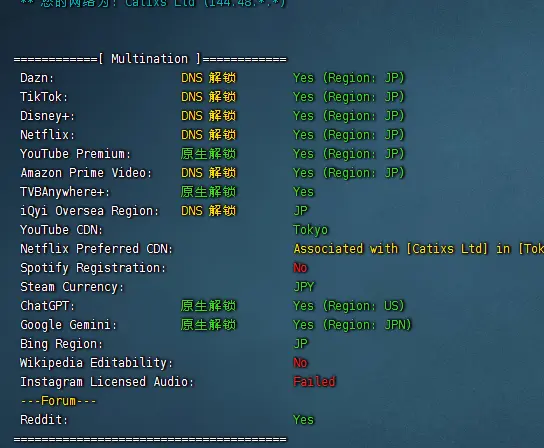 ** 您的网络为: Catixs Ltd (144.48.*.*)
============[ Multination ]============
Dazn: DNS 解锁 Yes (Region: JP)
TikTok: DNS 解锁 Yes (Region: JP)
Disney+: DNS 解锁 Yes (Region: JP)
Netflix: DNS 解锁 Yes (Region: JP)
YouTube Premium: 原生解锁 Yes (Region: JP)
Amazon Prime Video: DNS 解锁 Yes (Region: JP)
TVBAnywhere+: 原生解锁 Yes
iQyi Oversea Region: DNS 解锁 JP
YouTube CDN: Tokyo
Netflix Preferred CDN: Associated with [Catixs Ltd] in [Tok
Spotify Registration: No
Steam Currency: JPY
ChatGPT: 原生解锁 Yes (Region: US)
Google Gemini: 原生解锁 Yes (Region: JPN)
Bing Region: JP
Wikipedia Editability: No
Instagram Licensed Audio: Failed
---Forum---
Reddit: Yes
=======================================